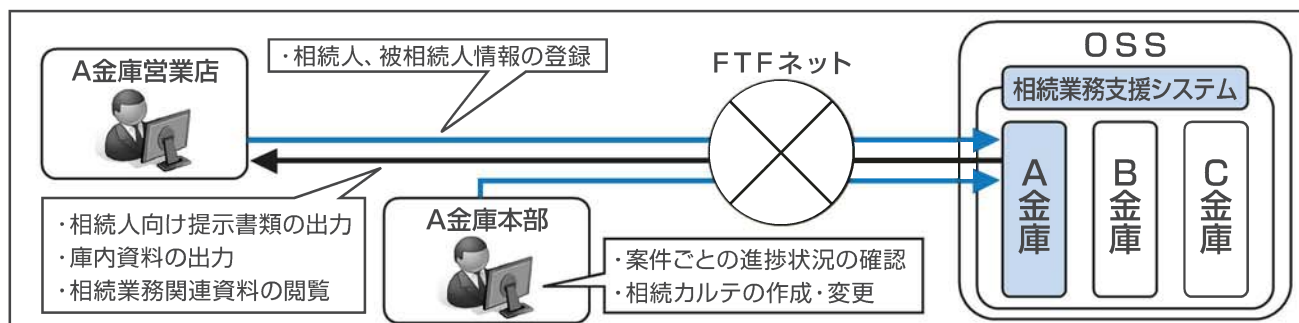 ・相続人、被相続人情報の登録
A金庫営業店
FTFネット
OSS
相続業務支援システム
A金庫
B金庫
C金庫
・相続人向け提示書類の出力
・庫内資料の出力
・相続業務関連資料の閲覧
A金庫本部
・案件ごとの進捗状況の確認
・相続カルテの作成・変更